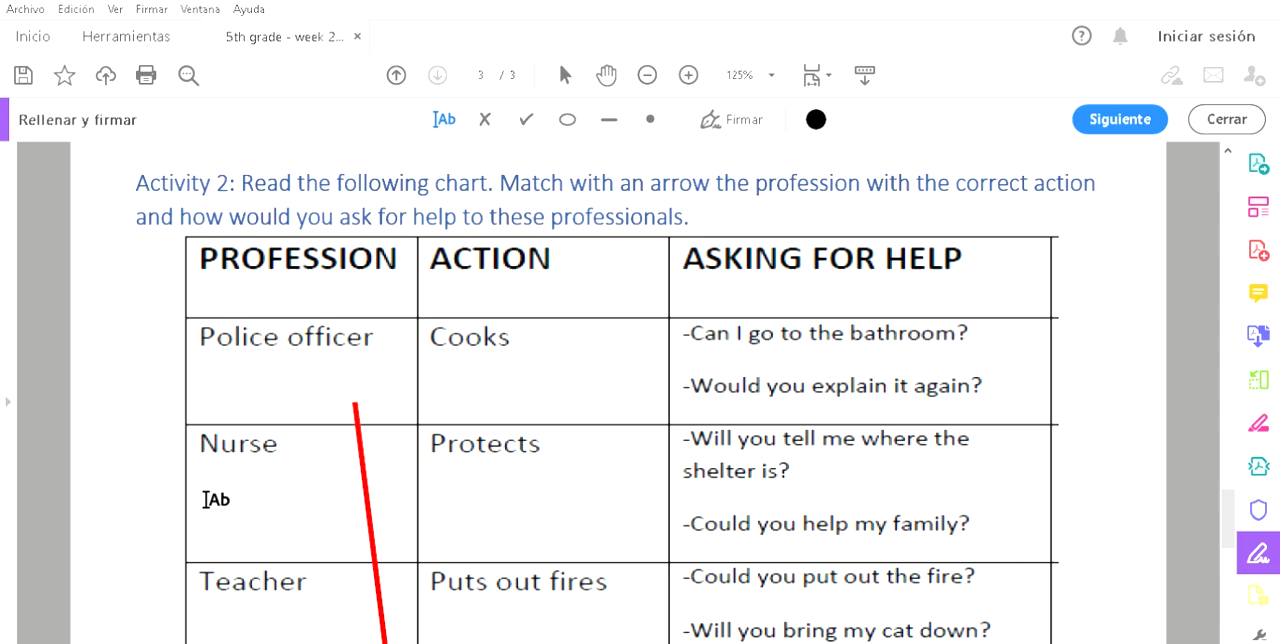 Archivo Edición Ver Firmar Ventana Ayuda
Inicio Herramientas 5th grade - week 2... × Iniciar sesión
3 / 3 125%
Rellenar y firmar Ab Firmar Siguiente Cerrar
Activity 2: Read the following chart. Match with an arrow the profession with the correct action
and how would you ask for help to these professionals.
PROFESSION ACTION ASKING FOR HELP
Police officer Cooks -Can I go to the bathroom?
-Would you explain it again?
Nurse Protects -Will you tell me where the
shelter is?
Ab
-Could you help my family?
Teacher Puts out fires -Could you put out the fire?
-Will you bring my cat down?